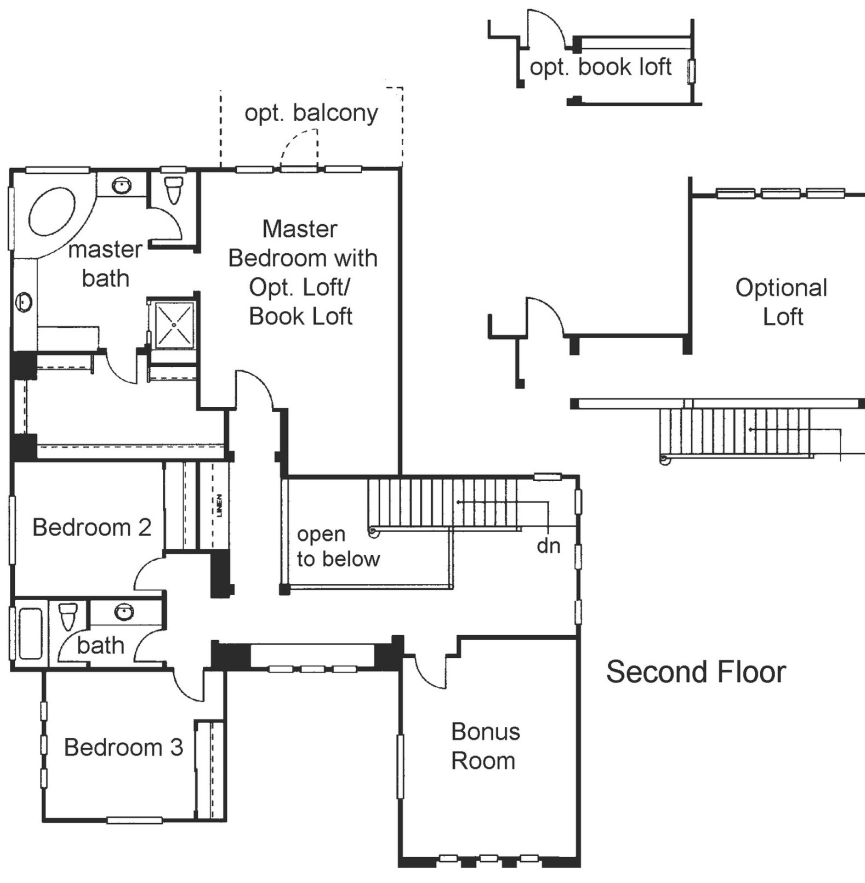 opt. book loft
opt. balcony
master
bath
Master
Bedroom with
Opt. Loft/
Book Loft
Optional
Loft
Bedroom 2
LINEN
open
to below
dn
bath
Second Floor
Bedroom 3
Bonus
Room